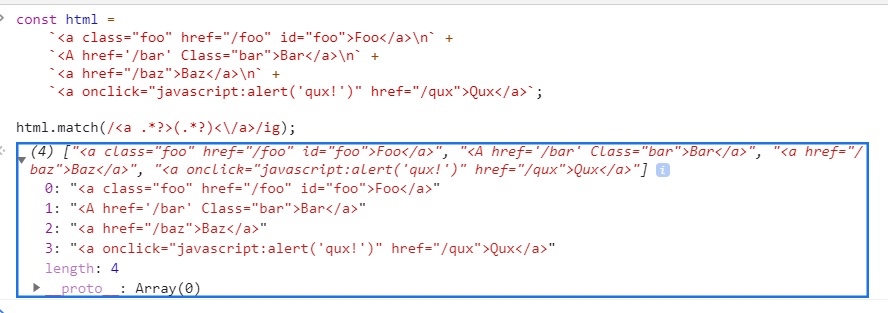 const html =
    `<a class="foo" href="/foo" id="foo">Foo</a>\n` +
    `<A href='/bar' Class="bar">Bar</a>\n` +
    `<a href="/baz">Baz</a>\n` +
    `<a onclick="javascript:alert('qux!')" href="/qux">Qux</a>`;

html.match(/<a .*?>(.*?)<\/a>/ig);
(4) ["<a class="foo" href="/foo" id="foo">Foo</a>", "<A href='/bar' Class="bar">Bar</a>", "<a href="/
baz">Baz</a>", "<a onclick="javascript:alert('qux!')" href="/qux">Qux</a>"] i
0: "<a class="foo" href="/foo" id="foo">Foo</a>"
1: "<A href='/bar' Class="bar">Bar</a>"
2: "<a href="/baz">Baz</a>"
3: "<a onclick="javascript:alert('qux!')" href="/qux">Qux</a>"
length: 4
__proto__: Array(0)